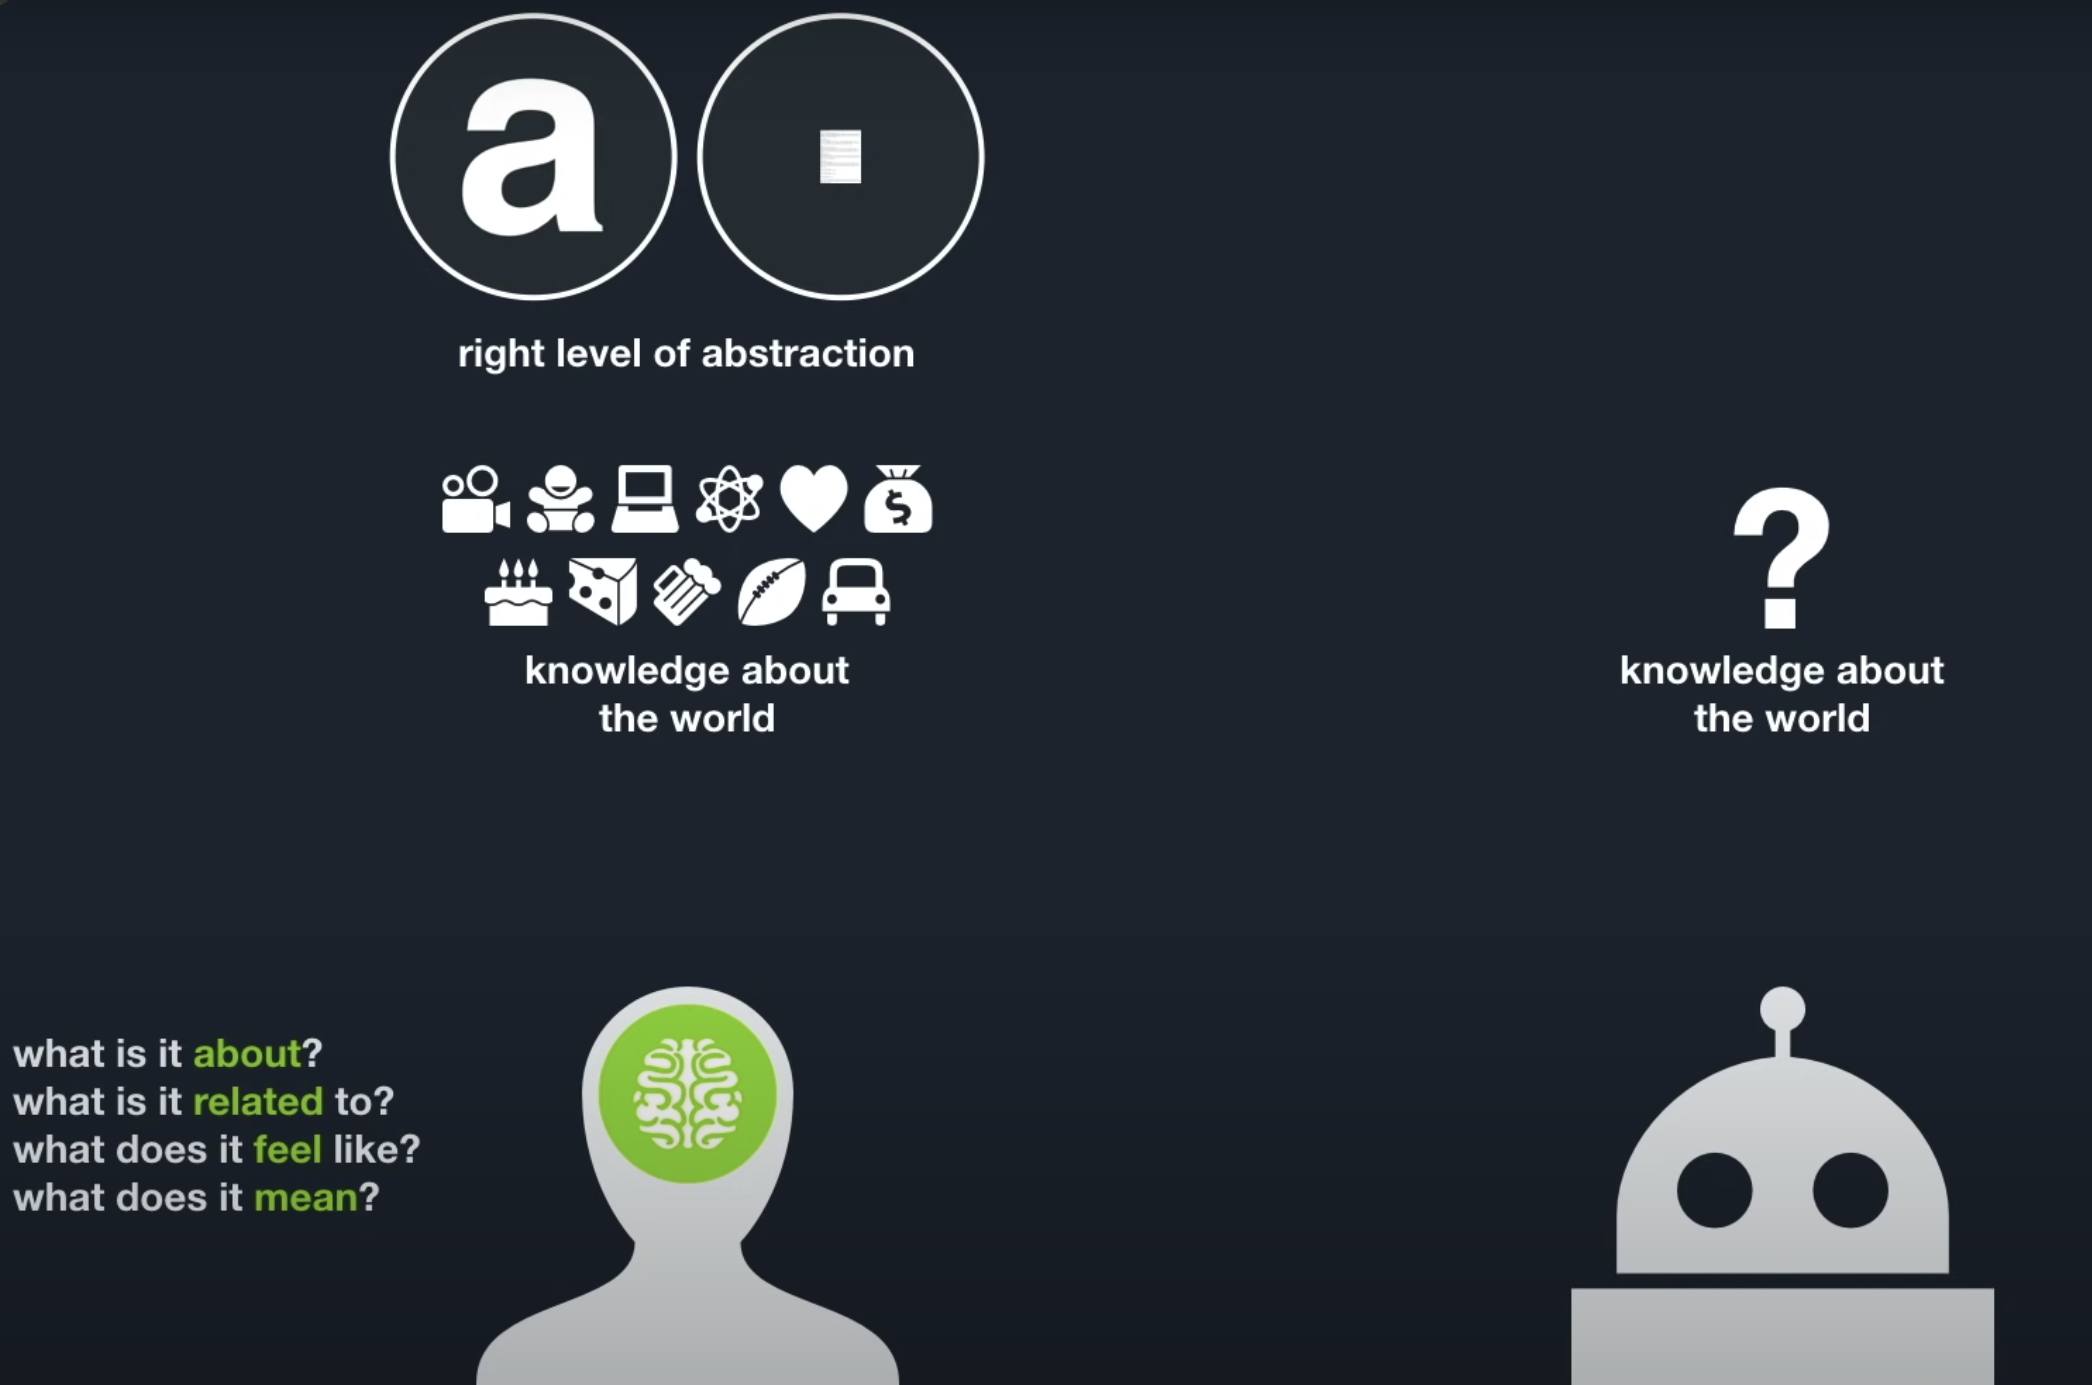 a
right level of abstraction
$
knowledge about
the world
?
knowledge about
the world
what is it about?
what is it related to?
what does it feel like?
what does it mean?